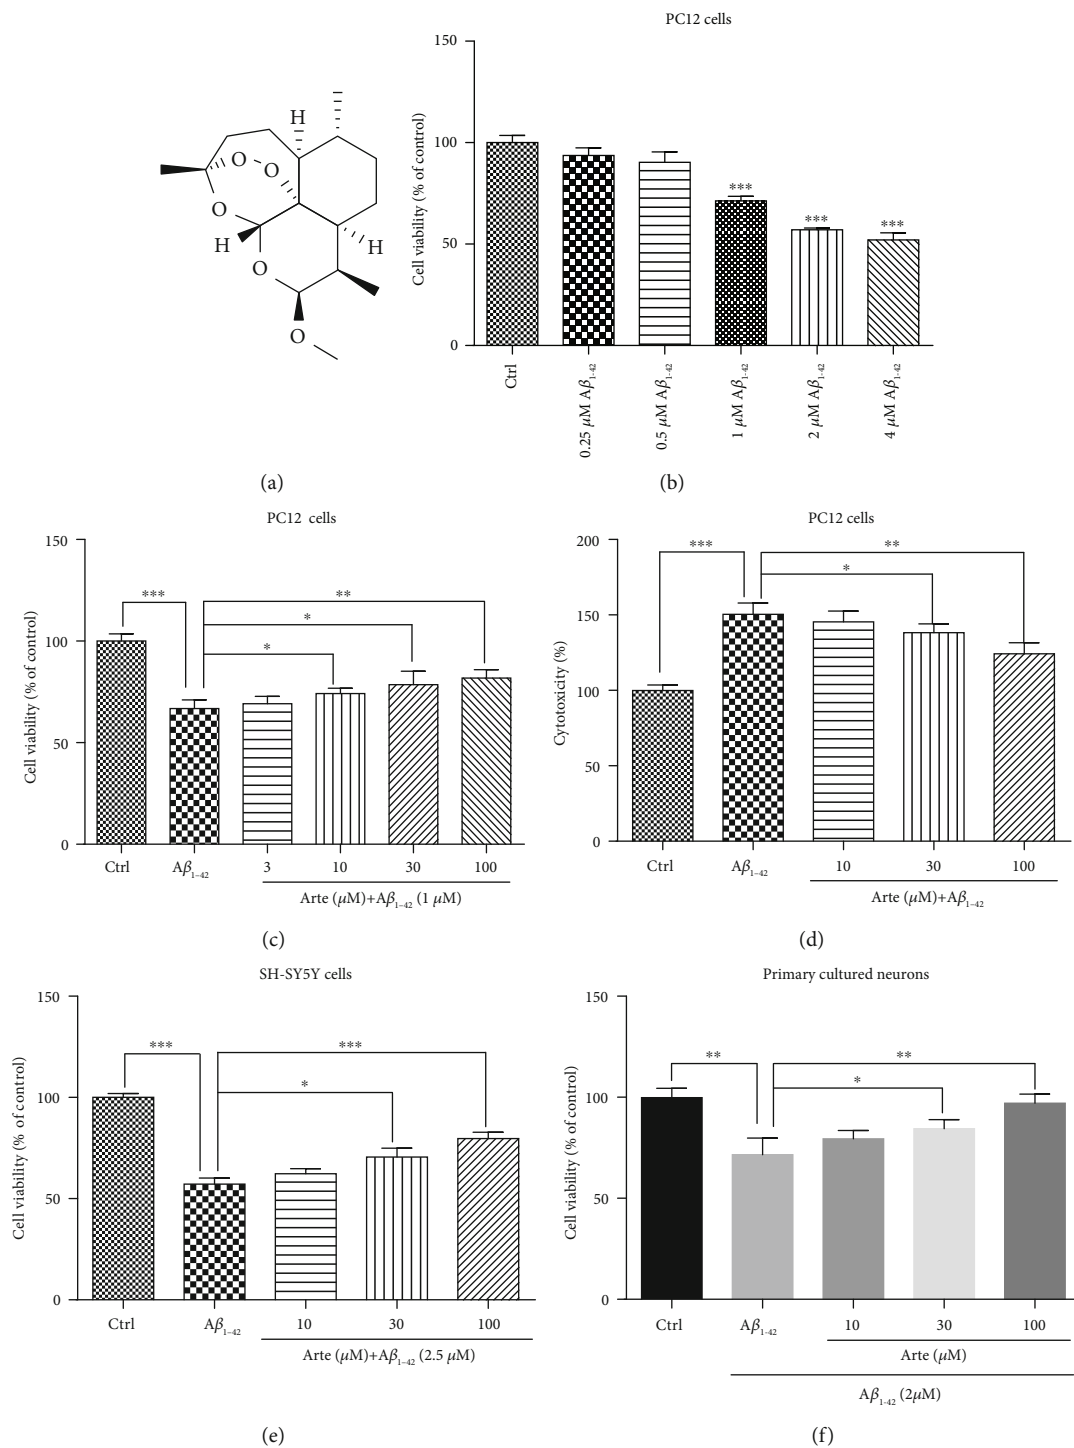 H
O
O
O
H
H
O
O
(a)
PC12 cells
Cell viability (% of control)
150
100
50
0
***
***
***
Ctrl
0.25 μM Aβ1-42
0.5 μM Aβ1-42
1 μM Aβ1-42
2 μM Aβ1-42
4 μM Aβ1-42
(b)
PC12 cells
Cell viability (% of control)
150
100
50
0
***
**
*
*
Ctrl Aβ1-42 3 10 30 100
Arte (μM)+Aβ1-42 (1 μM)
(c)
PC12 cells
Cytotoxicity (%)
200
150
100
50
0
***
**
*
Ctrl Aβ1-42 10 30 100
Arte (μM)+Aβ1-42
(d)
SH-SY5Y cells
Cell viability (% of control)
150
100
50
0
***
***
*
Ctrl Aβ1-42 10 30 100
Arte (μM)+Aβ1-42 (2.5 μM)
(e)
Primary cultured neurons
Cell viability (% of control)
150
100
50
0
**
**
*
Ctrl Aβ1-42 10 30 100
Arte (μM)
Aβ1-42 (2μM)
(f)